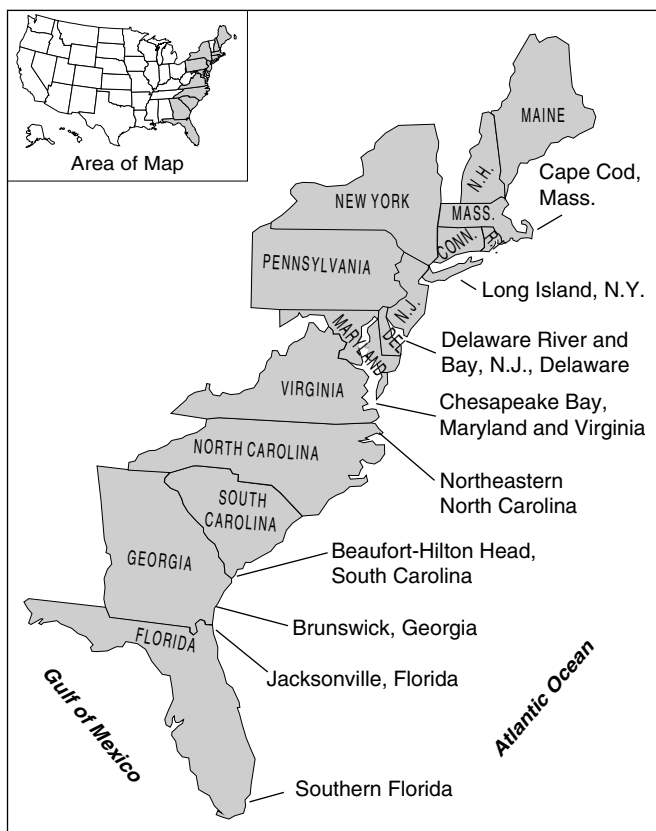 Area of Map
MAINE
N.H.
Cape Cod,
Mass.
NEW YORK
MASS.
CONN.
R.I.
PENNSYLVANIA
Long Island, N.Y.
N.J.
MARYLAND
DEL
Delaware River and
Bay, N.J., Delaware
VIRGINIA
Chesapeake Bay,
Maryland and Virginia
NORTH CAROLINA
Northeastern
North Carolina
SOUTH
CAROLINA
GEORGIA
Beaufort-Hilton Head,
South Carolina
Brunswick, Georgia
FLORIDA
Jacksonville, Florida
Gulf of Mexico
Atlantic Ocean
Southern Florida